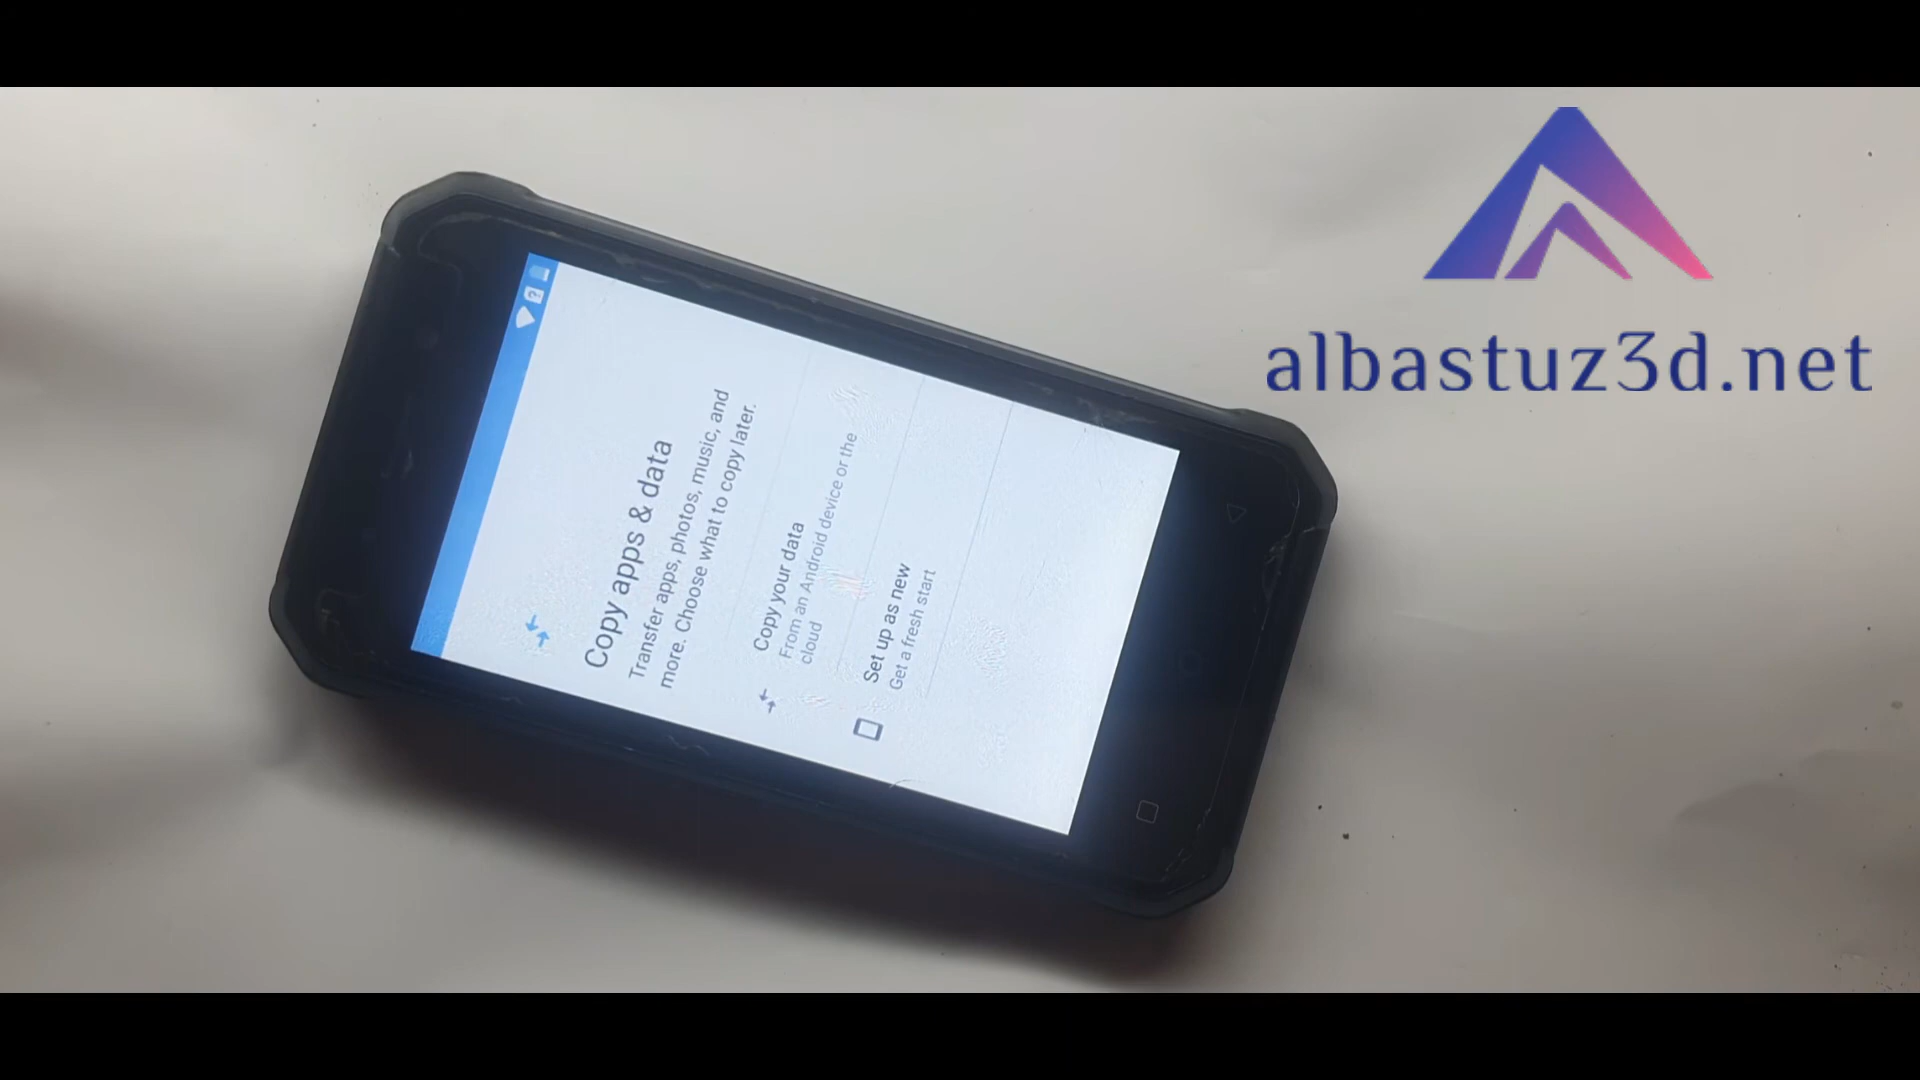 albastuz3d.net
Copy apps & data
Transfer apps, photos, music, and
more. Choose what to copy later.
Copy your data
From an Android device or the
cloud
Set up as new
Get a fresh start